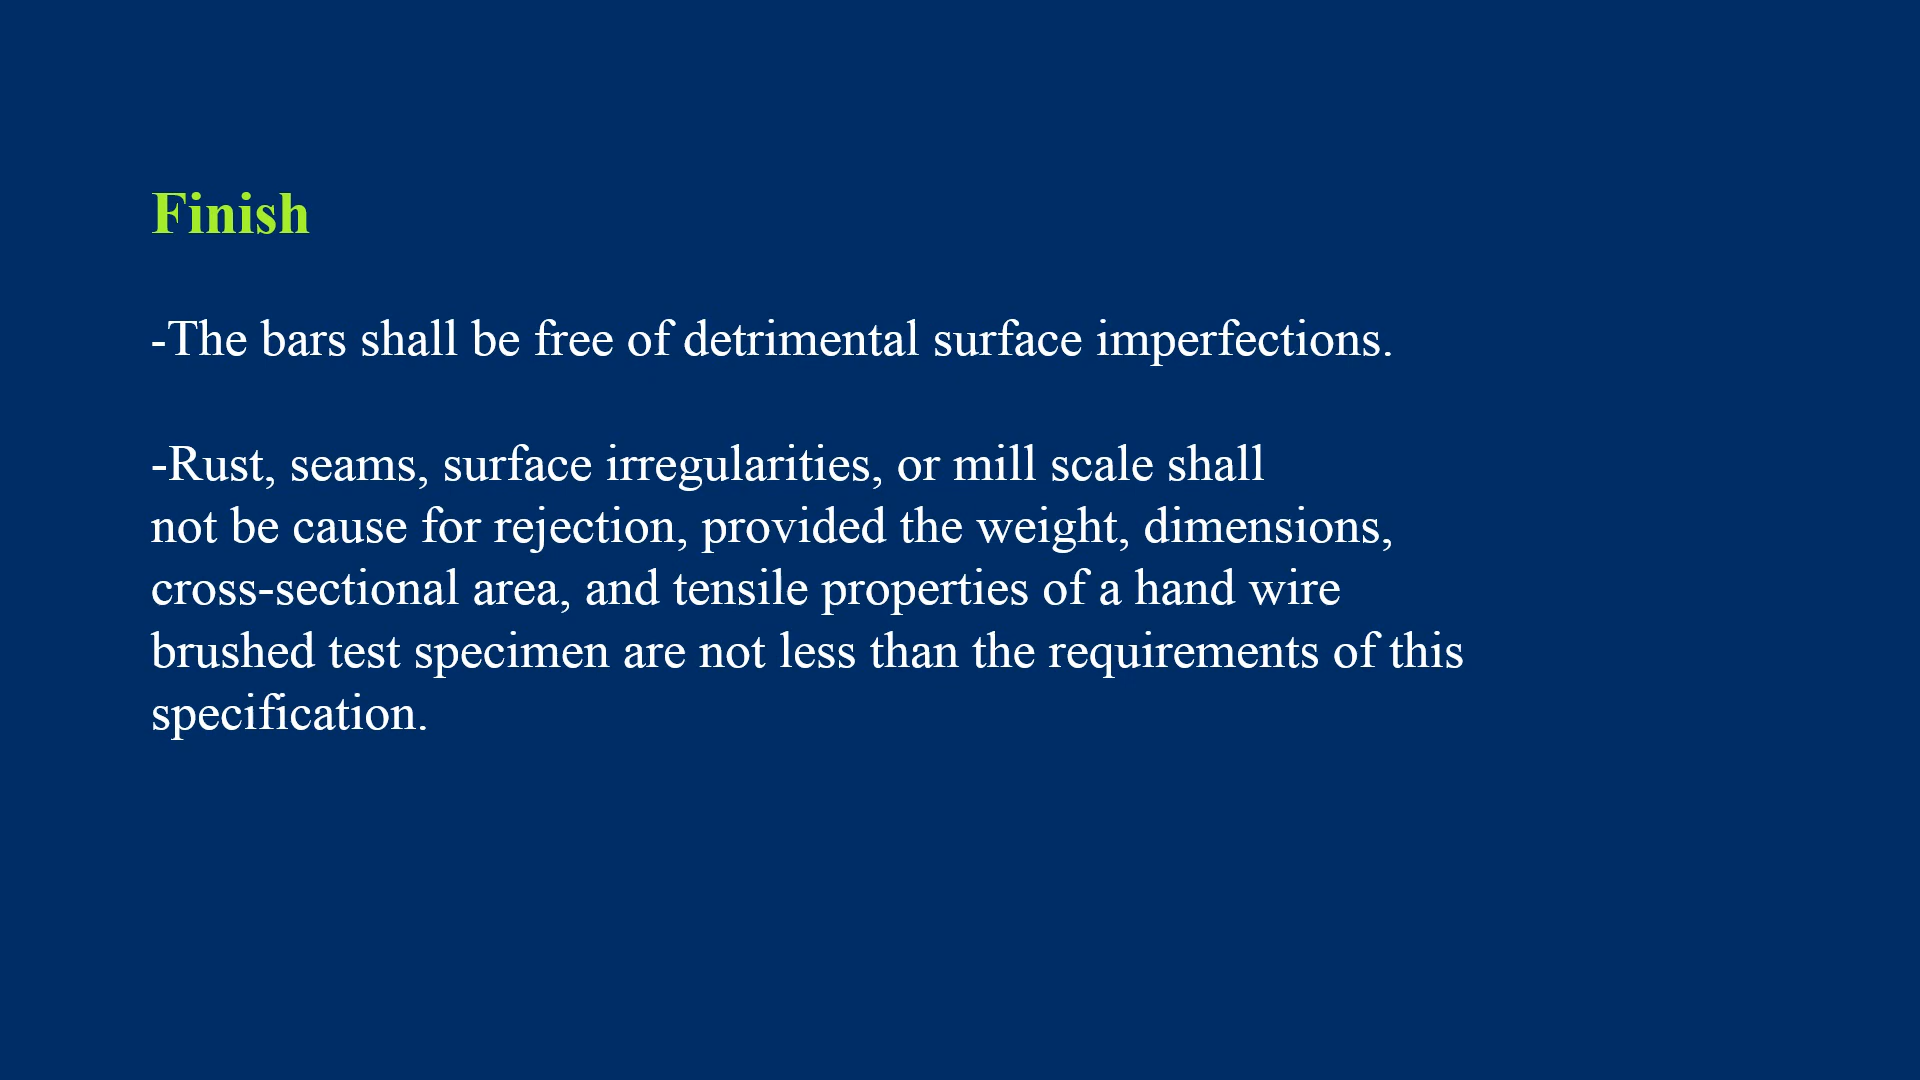 Finish
-The bars shall be free of detrimental surface imperfections.
-Rust, seams, surface irregularities, or mill scale shall
not be cause for rejection, provided the weight, dimensions,
cross-sectional area, and tensile properties of a hand wire
brushed test specimen are not less than the requirements of this
specification.